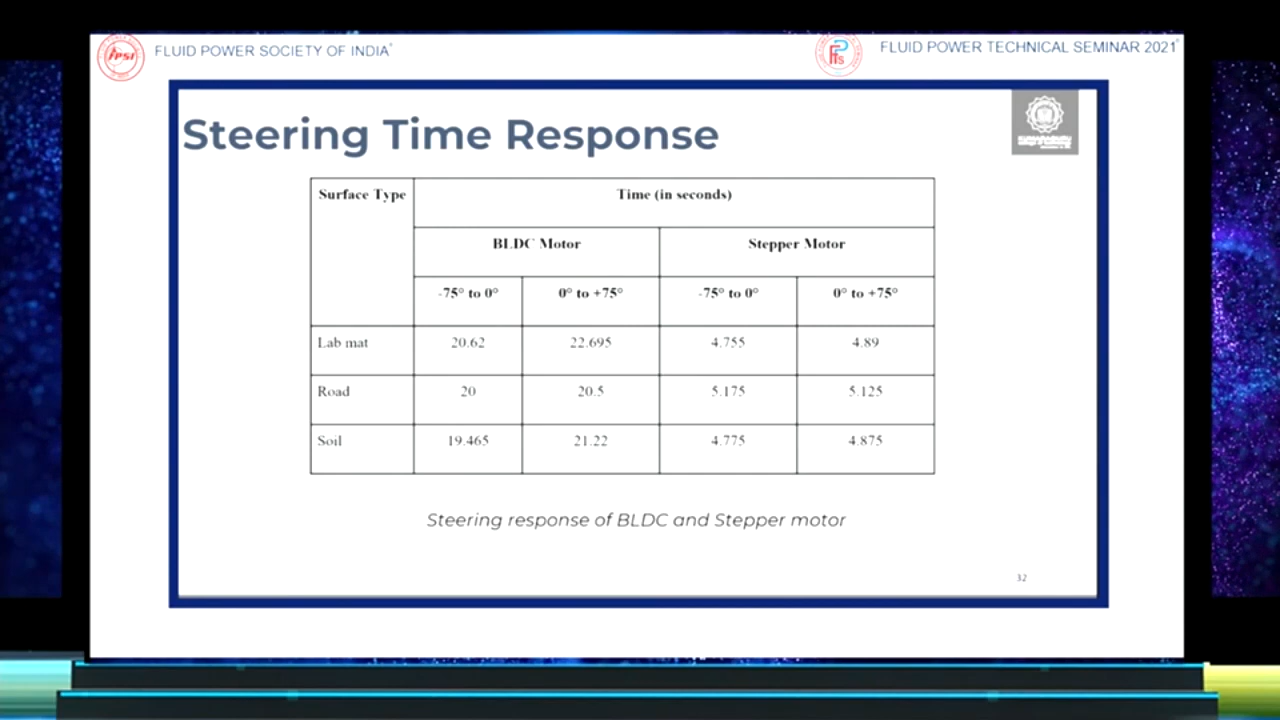 FLUID POWER SOCIETY OF INDIA
FLUID POWER TECHNICAL SEMINAR 2021
Steering Time Response
Surface Type
Time (in seconds)
BLDC Motor Stepper Motor
-75° to 0° 0° to +75° -75° to 0° 0° to +75°
Lab mat 20.62 22.695 4.755 4.89
Road 20 20.5 5.175 5.125
Soil 19.465 21.22 4.775 4.875
Steering response of BLDC and Stepper motor
32